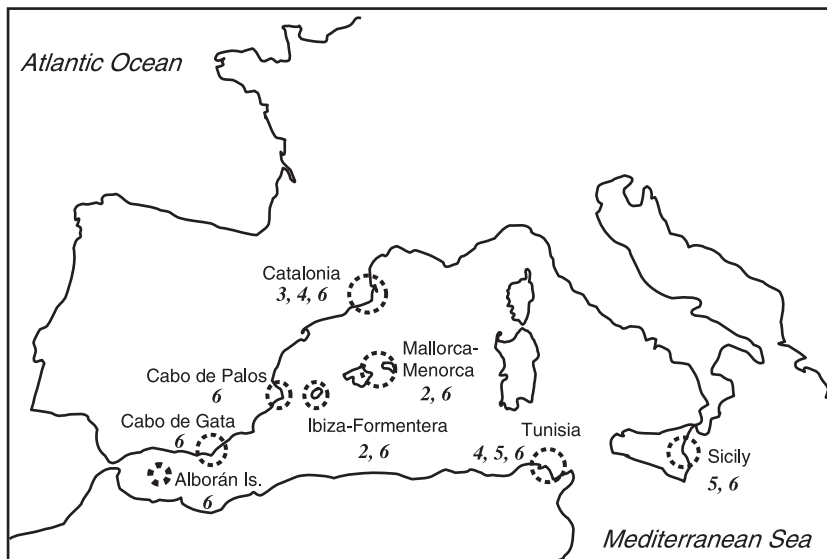 Atlantic Ocean
Catalonia
3, 4, 6
Mallorca-
Menorca
2, 6
Cabo de Palos
6
Cabo de Gata
6
Ibiza-Formentera
2, 6
Tunisia
4, 5, 6
Sicily
5, 6
Alborán Is.
6
Mediterranean Sea